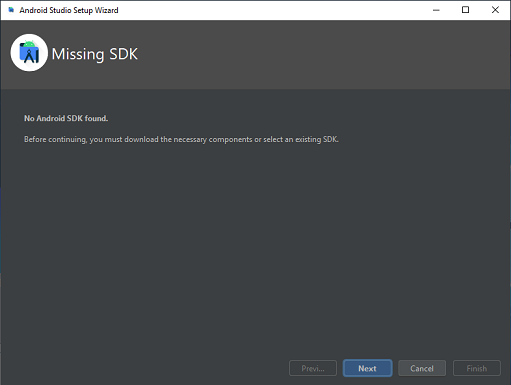 Android Studio Setup Wizard
Missing SDK
No Android SDK found.
Before continuing, you must download the necessary components or select an existing SDK.
Previ... Next Cancel Finish